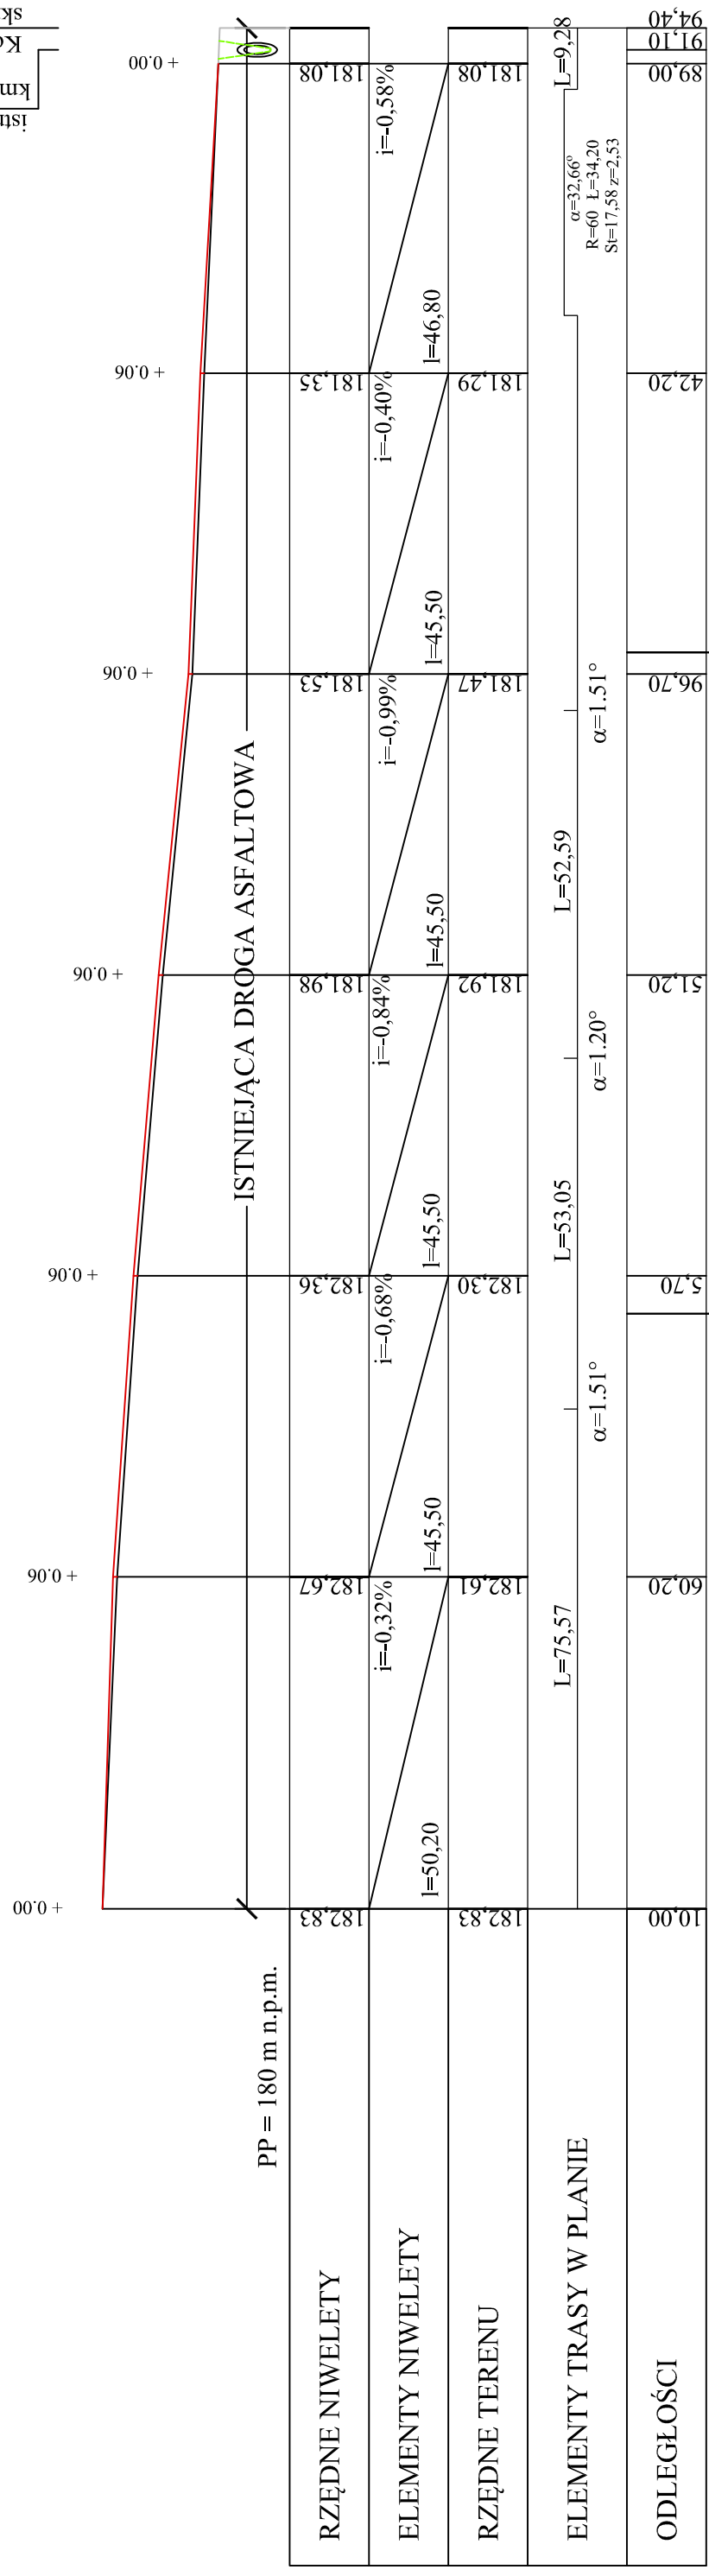 istn
km
Ko
sk
+ 0.00
+ 0.06
+ 0.06
+ 0.06
+ 0.06
+ 0.06
+ 0.00
ISTNIEJĄCA DROGA ASFALTOWA
PP = 180 m n.p.m.
RZĘDNE NIWELETY
182,83
182,67
182,36
181,98
181,53
181,35
181,08
ELEMENTY NIWELETY
l=50,20
i=-0,32%
l=45,50
i=-0,68%
l=45,50
i=-0,84%
l=45,50
i=-0,99%
l=45,50
i=-0,40%
l=46,80
i=-0,58%
RZĘDNE TERENU
182,83
182,61
182,30
181,92
181,47
181,29
181,08
ELEMENTY TRASY W PLANIE
L=75,57
α=1.51°
L=53,05
α=1.20°
L=52,59
α=1.51°
α=32,66°
R=60 L=34,20
St=17,58 z=2,53
L=9,28
ODLEGŁOŚCI
10,00
60,20
5,70
51,20
96,70
42,20
89,00
91,10
94,40